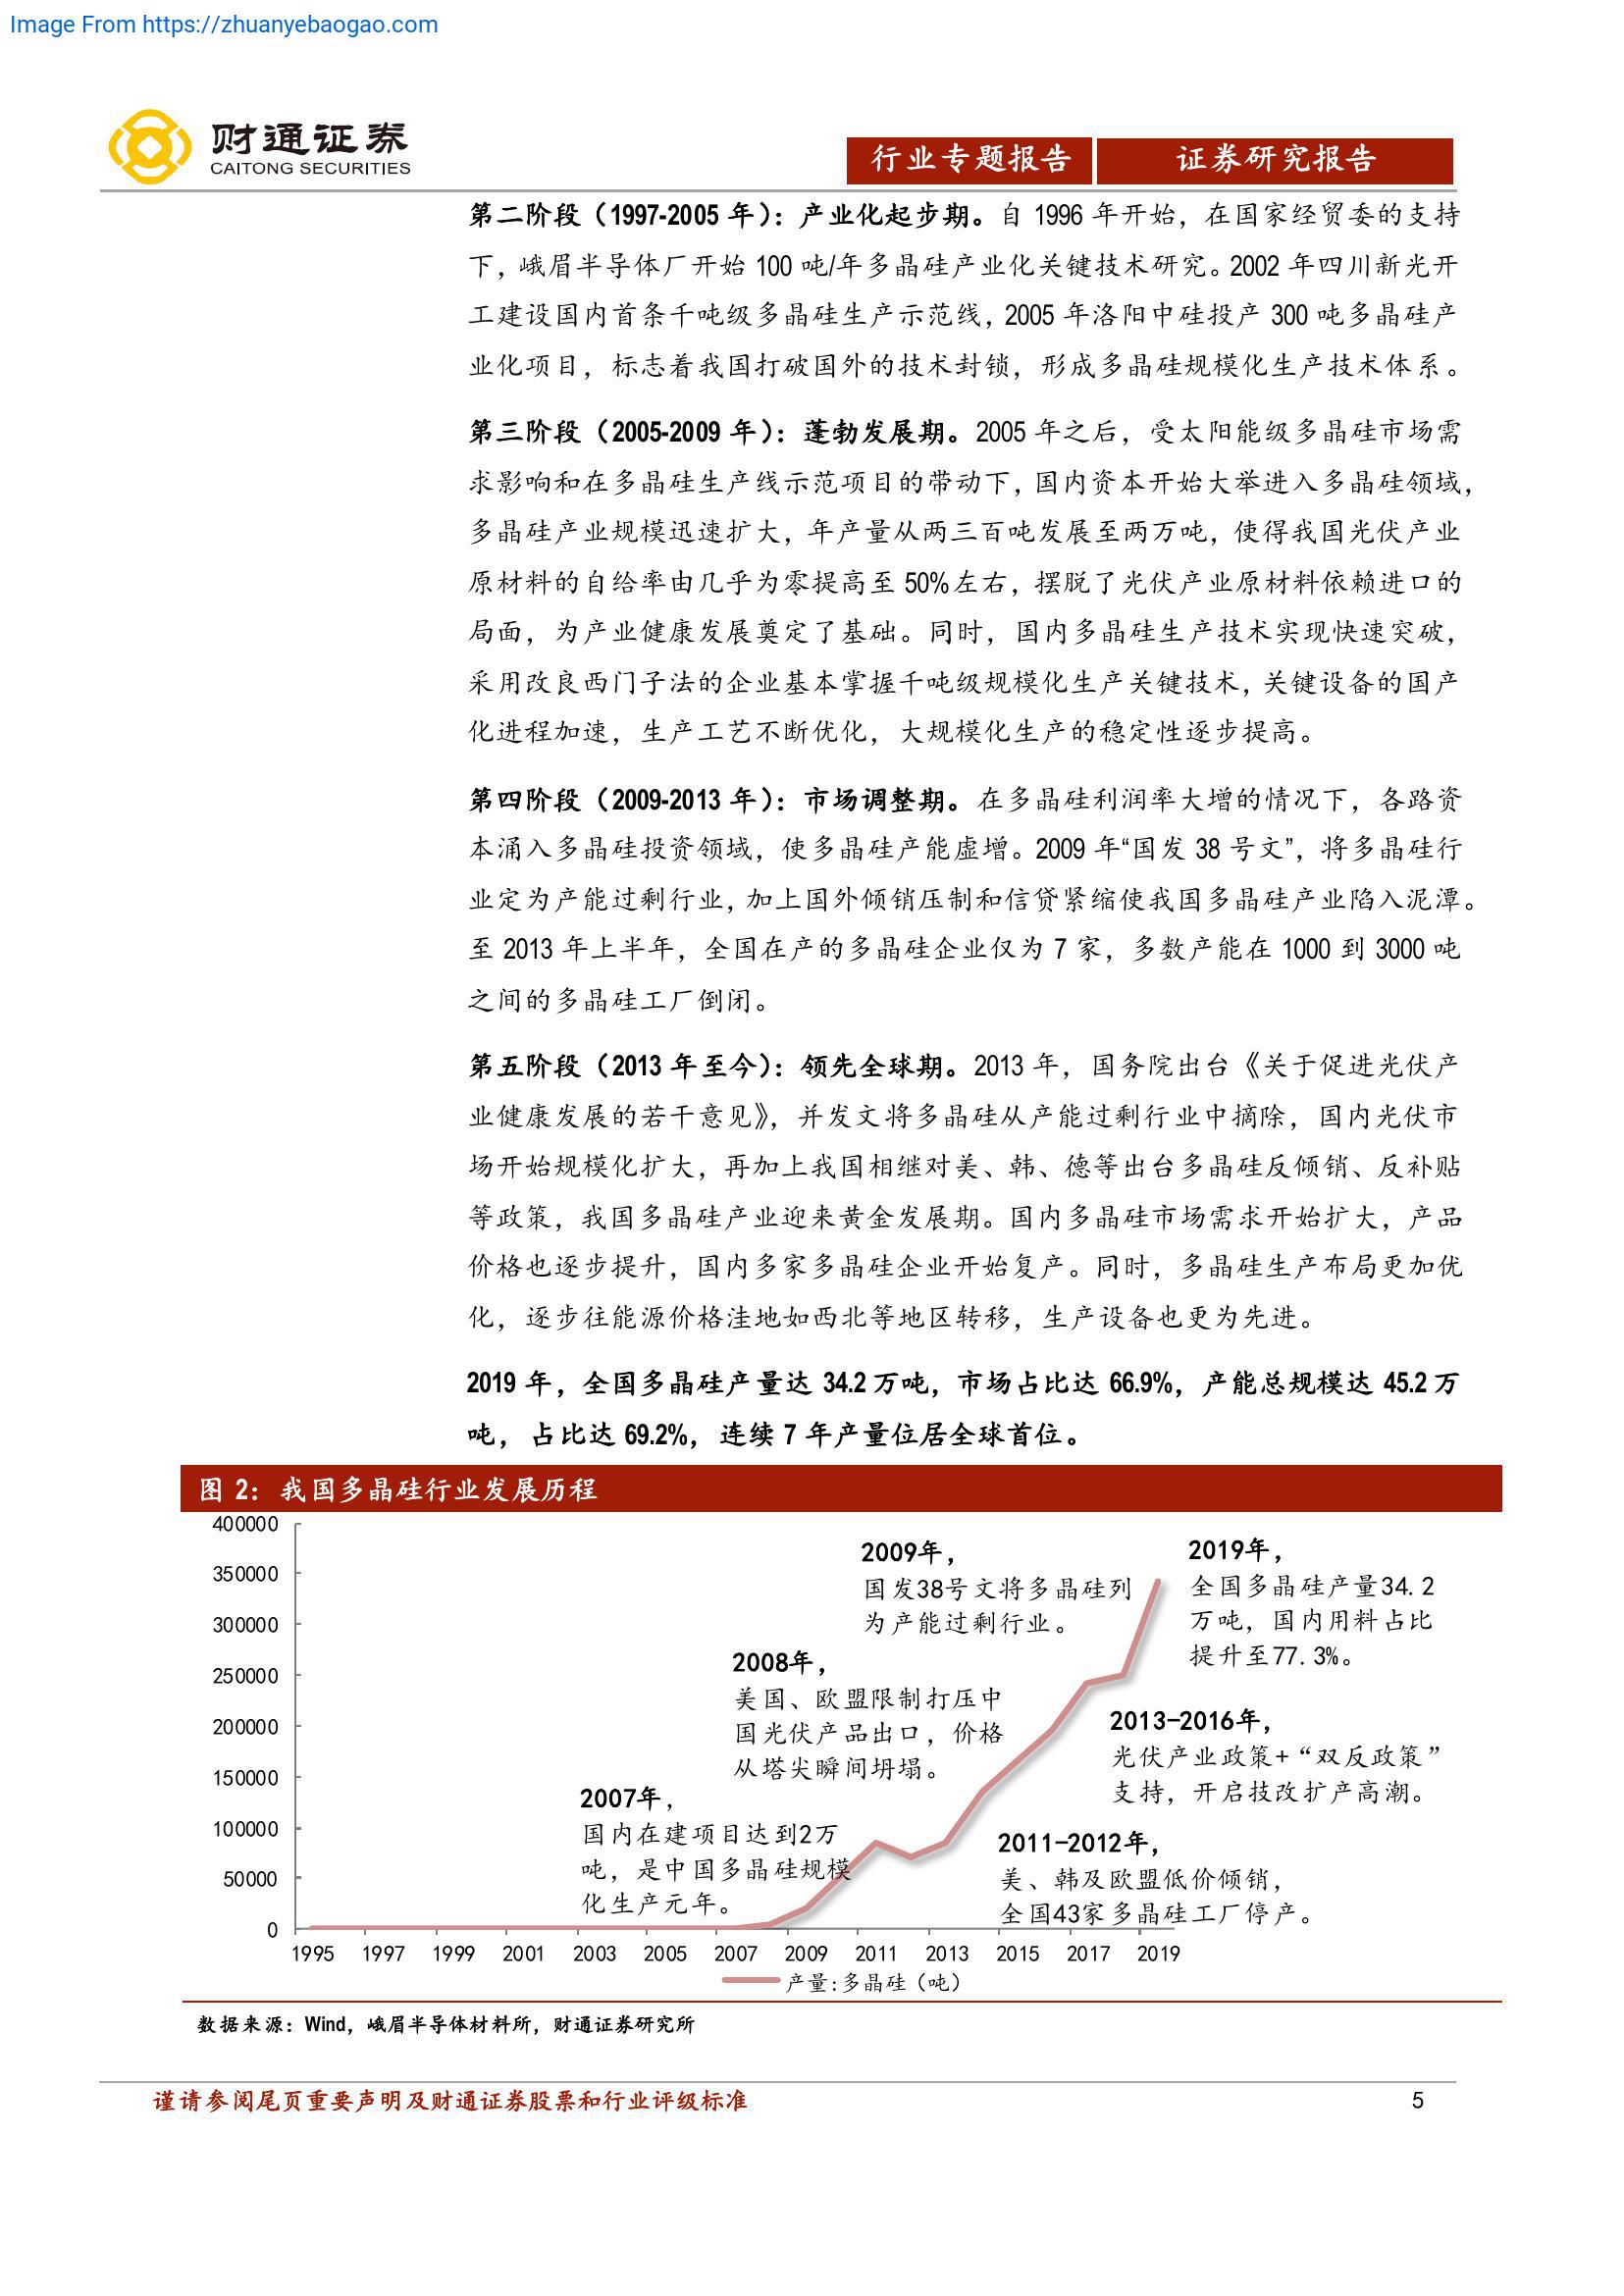 Image From https://zhuanyebaogao.com
财通证券
CAITONG SECURITIES
行业专题报告
证券研究报告
第二阶段（1997-2005 年）：产业化起步期。自 1996 年开始，在国家经贸委的支持
下，峨眉半导体厂开始 100 吨/年多晶硅产业化关键技术研究。2002 年四川新光开
工建设国内首条千吨级多晶硅生产示范线，2005 年洛阳中硅投产 300 吨多晶硅产
业化项目，标志着我国打破国外的技术封锁，形成多晶硅规模化生产技术体系。
第三阶段（2005-2009 年）：蓬勃发展期。2005 年之后，受太阳能级多晶硅市场需
求影响和在多晶硅生产线示范项目的带动下，国内资本开始大举进入多晶硅领域，
多晶硅产业规模迅速扩大，年产量从两三百吨发展至两万吨，使得我国光伏产业
原材料的自给率由几乎为零提高至 50%左右，摆脱了光伏产业原材料依赖进口的
局面，为产业健康发展奠定了基础。同时，国内多晶硅生产技术实现快速突破，
采用改良西门子法的企业基本掌握千吨级规模化生产关键技术，关键设备的国产
化进程加速，生产工艺不断优化，大规模化生产的稳定性逐步提高。
第四阶段（2009-2013 年）：市场调整期。在多晶硅利润率大增的情况下，各路资
本涌入多晶硅投资领域，使多晶硅产能虚增。2009 年“国发 38 号文”，将多晶硅行
业定为产能过剩行业，加上国外倾销压制和信贷紧缩使我国多晶硅产业陷入泥潭。
至 2013 年上半年，全国在产的多晶硅企业仅为 7 家，多数产能在 1000 到 3000 吨
之间的多晶硅工厂倒闭。
第五阶段（2013 年至今）：领先全球期。2013 年，国务院出台《关于促进光伏产
业健康发展的若干意见》，并发文将多晶硅从产能过剩行业中摘除，国内光伏市
场开始规模化扩大，再加上我国相继对美、韩、德等出台多晶硅反倾销、反补贴
等政策，我国多晶硅产业迎来黄金发展期。国内多晶硅市场需求开始扩大，产品
价格也逐步提升，国内多家多晶硅企业开始复产。同时，多晶硅生产布局更加优
化，逐步往能源价格洼地如西北等地区转移，生产设备也更为先进。
2019 年，全国多晶硅产量达 34.2 万吨，市场占比达 66.9%，产能总规模达 45.2 万
吨，占比达 69.2%，连续 7 年产量位居全球首位。
图 2：我国多晶硅行业发展历程
400000
350000
300000
250000
200000
150000
100000
50000
0
2009年，
国发38号文将多晶硅列
为产能过剩行业。
2019年，
全国多晶硅产量34.2
万吨，国内用料占比
提升至77.3%。
2008年，
美国、欧盟限制打压中
国光伏产品出口，价格
从塔尖瞬间坍塌。
2013-2016年，
光伏产业政策+“双反政策”
支持，开启技改扩产高潮。
2007年，
国内在建项目达到2万
吨，是中国多晶硅规模
化生产元年。
2011-2012年，
美、韩及欧盟低价倾销，
全国43家多晶硅工厂停产。
1995 1997 1999 2001 2003 2005 2007 2009 2011 2013 2015 2017 2019
产量:多晶硅（吨）
数据来源：Wind，峨眉半导体材料所，财通证券研究所
谨请参阅尾页重要声明及财通证券股票和行业评级标准
5